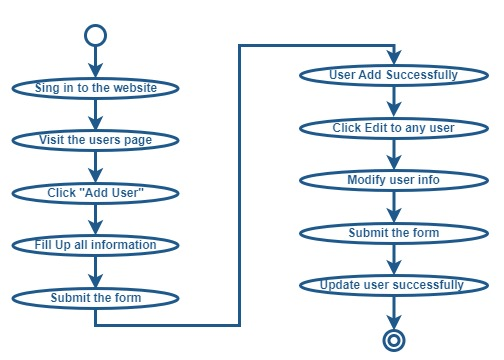 Sing in to the website
Visit the users page
Click "Add User"
Fill Up all information
Submit the form
User Add Successfully
Click Edit to any user
Modify user info
Submit the form
Update user successfully